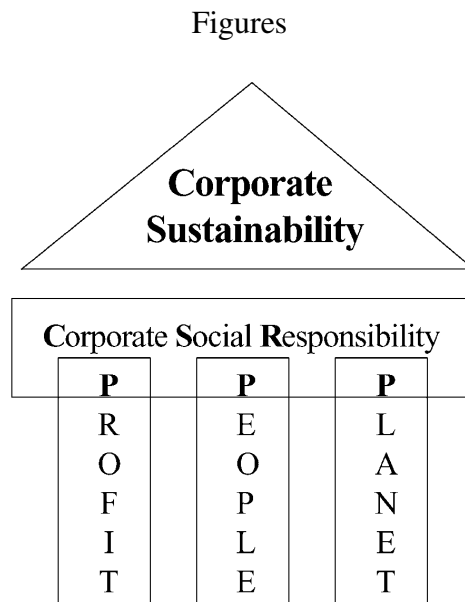 Figures
Corporate
Sustainability
Corporate Social Responsibility
P P P
R E L
O O A
F P N
I L E
T E T